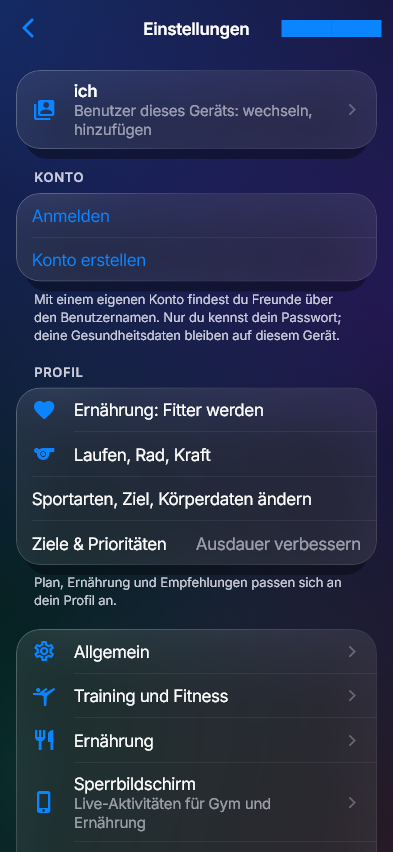 Einstellungen
ich
Benutzer dieses Geräts: wechseln,
hinzufügen
KONTO
Anmelden
Konto erstellen
Mit einem eigenen Konto findest du Freunde über
den Benutzernamen. Nur du kennst dein Passwort;
deine Gesundheitsdaten bleiben auf diesem Gerät.
PROFIL
Ernährung: Fitter werden
Laufen, Rad, Kraft
Sportarten, Ziel, Körperdaten ändern
Ziele & Prioritäten Ausdauer verbessern
Plan, Ernährung und Empfehlungen passen sich an
dein Profil an.
Allgemein
Training und Fitness
Ernährung
Sperrbildschirm
Live-Aktivitäten für Gym und
Ernährung